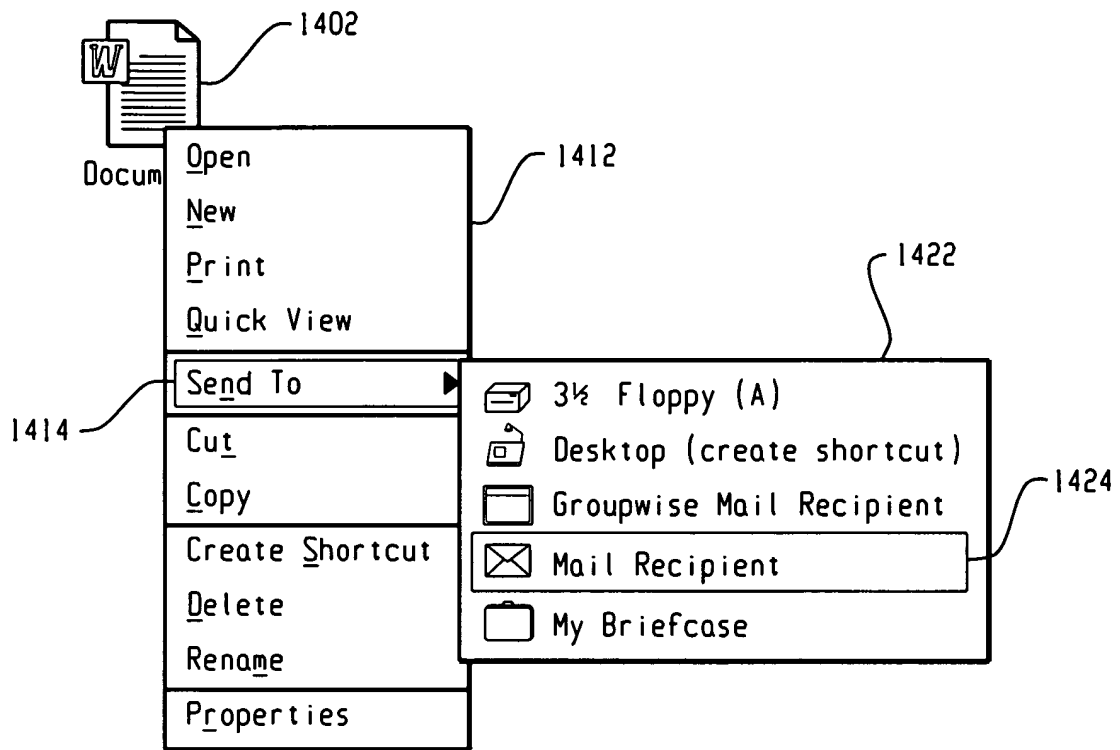 1402
W
Docum
Open
1412
New
Print
1422
Quick View
Send To
3½ Floppy (A)
1414
Cut
Desktop (create shortcut)
Copy
Groupwise Mail Recipient
1424
Create Shortcut
Mail Recipient
Delete
My Briefcase
Rename
Properties